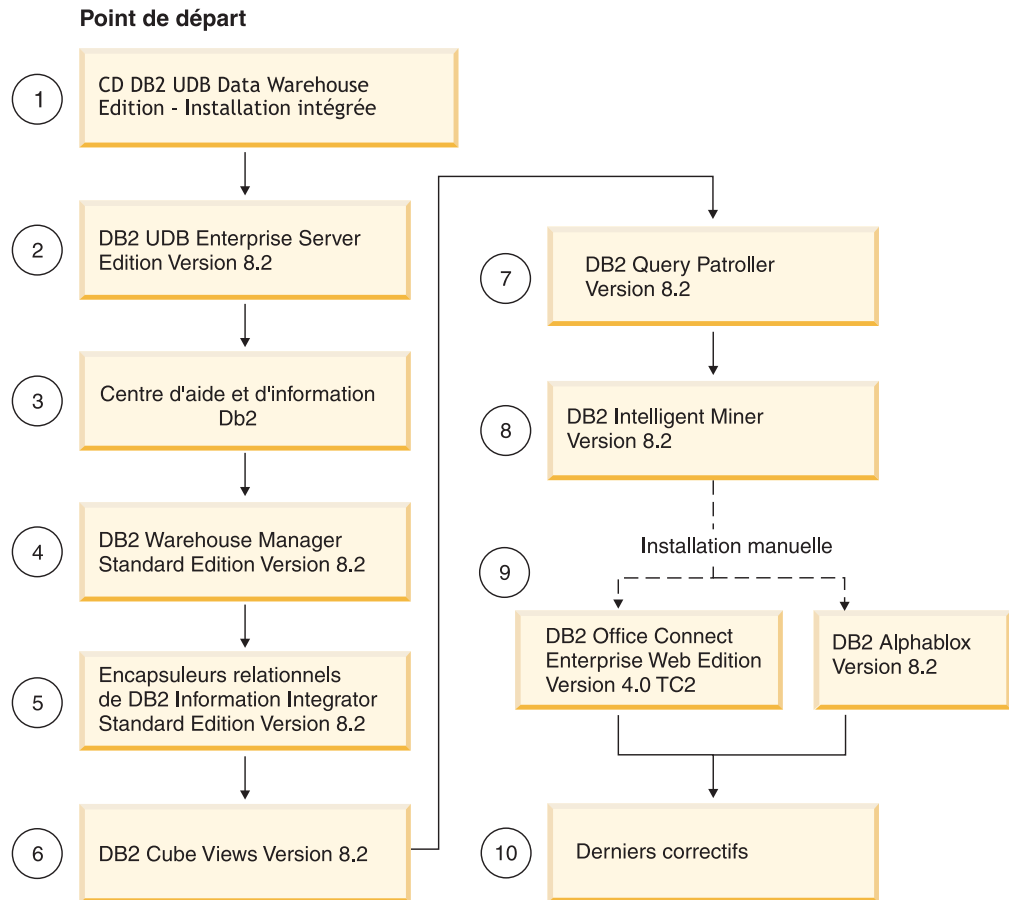 Point de départ
1
CD DB2 UDB Data Warehouse
Edition - Installation intégrée
2
DB2 UDB Enterprise Server
Edition Version 8.2
3
Centre d'aide et d'information
Db2
4
DB2 Warehouse Manager
Standard Edition Version 8.2
5
Encapsuleurs relationnels
de DB2 Information Integrator
Standard Edition Version 8.2
6
DB2 Cube Views Version 8.2
7
DB2 Query Patroller
Version 8.2
8
DB2 Intelligent Miner
Version 8.2
Installation manuelle
9
DB2 Office Connect
Enterprise Web Edition
Version 4.0 TC2
DB2 Alphablox
Version 8.2
10
Derniers correctifs